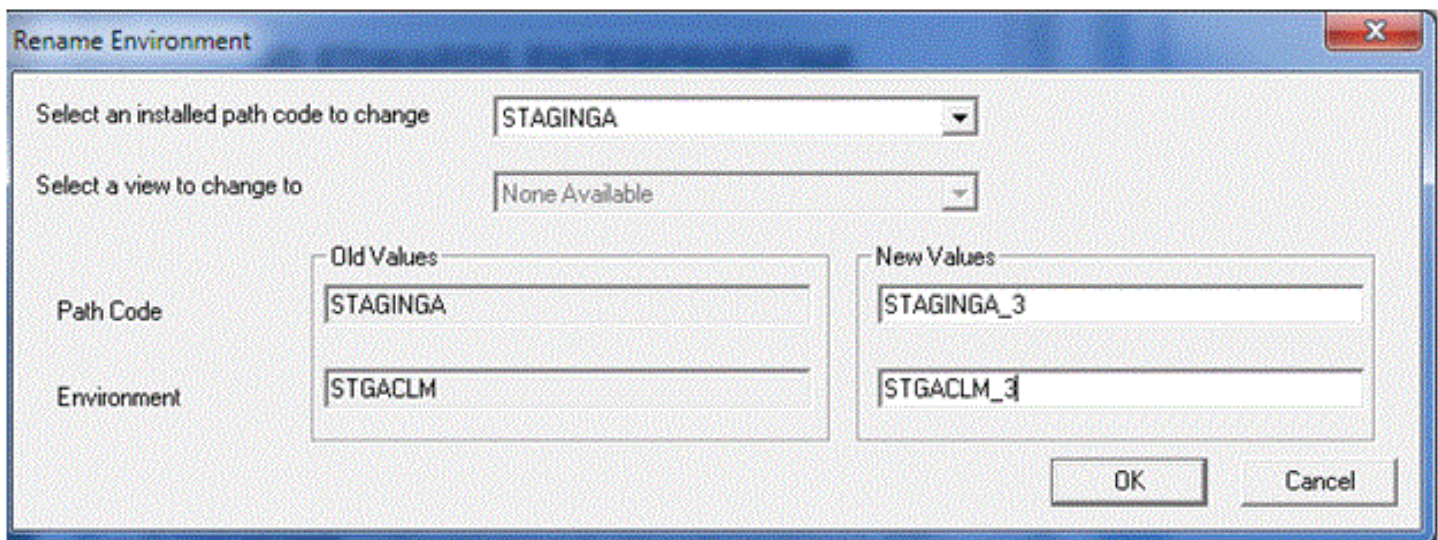 Rename Environment
Select an installed path code to change STAGINGA
Select a view to change to None Available
Old Values New Values
Path Code STAGINGA STAGINGA_3
Environment STGACLM STGACLM_3
OK Cancel